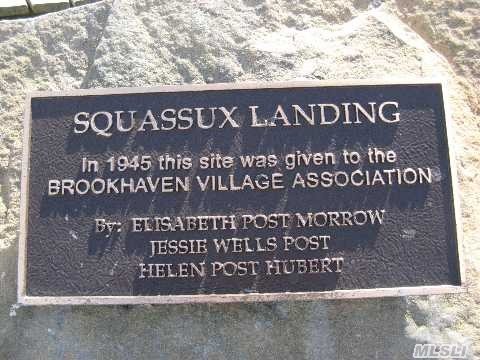 SQUASSUX LANDING
In 1945 this site was given to the
BROOKHAVEN VILLAGE ASSOCIATION
By: ELISABETH POST MORROW
JESSIE WELLS POST
HELEN POST HUBERT
MLSLI